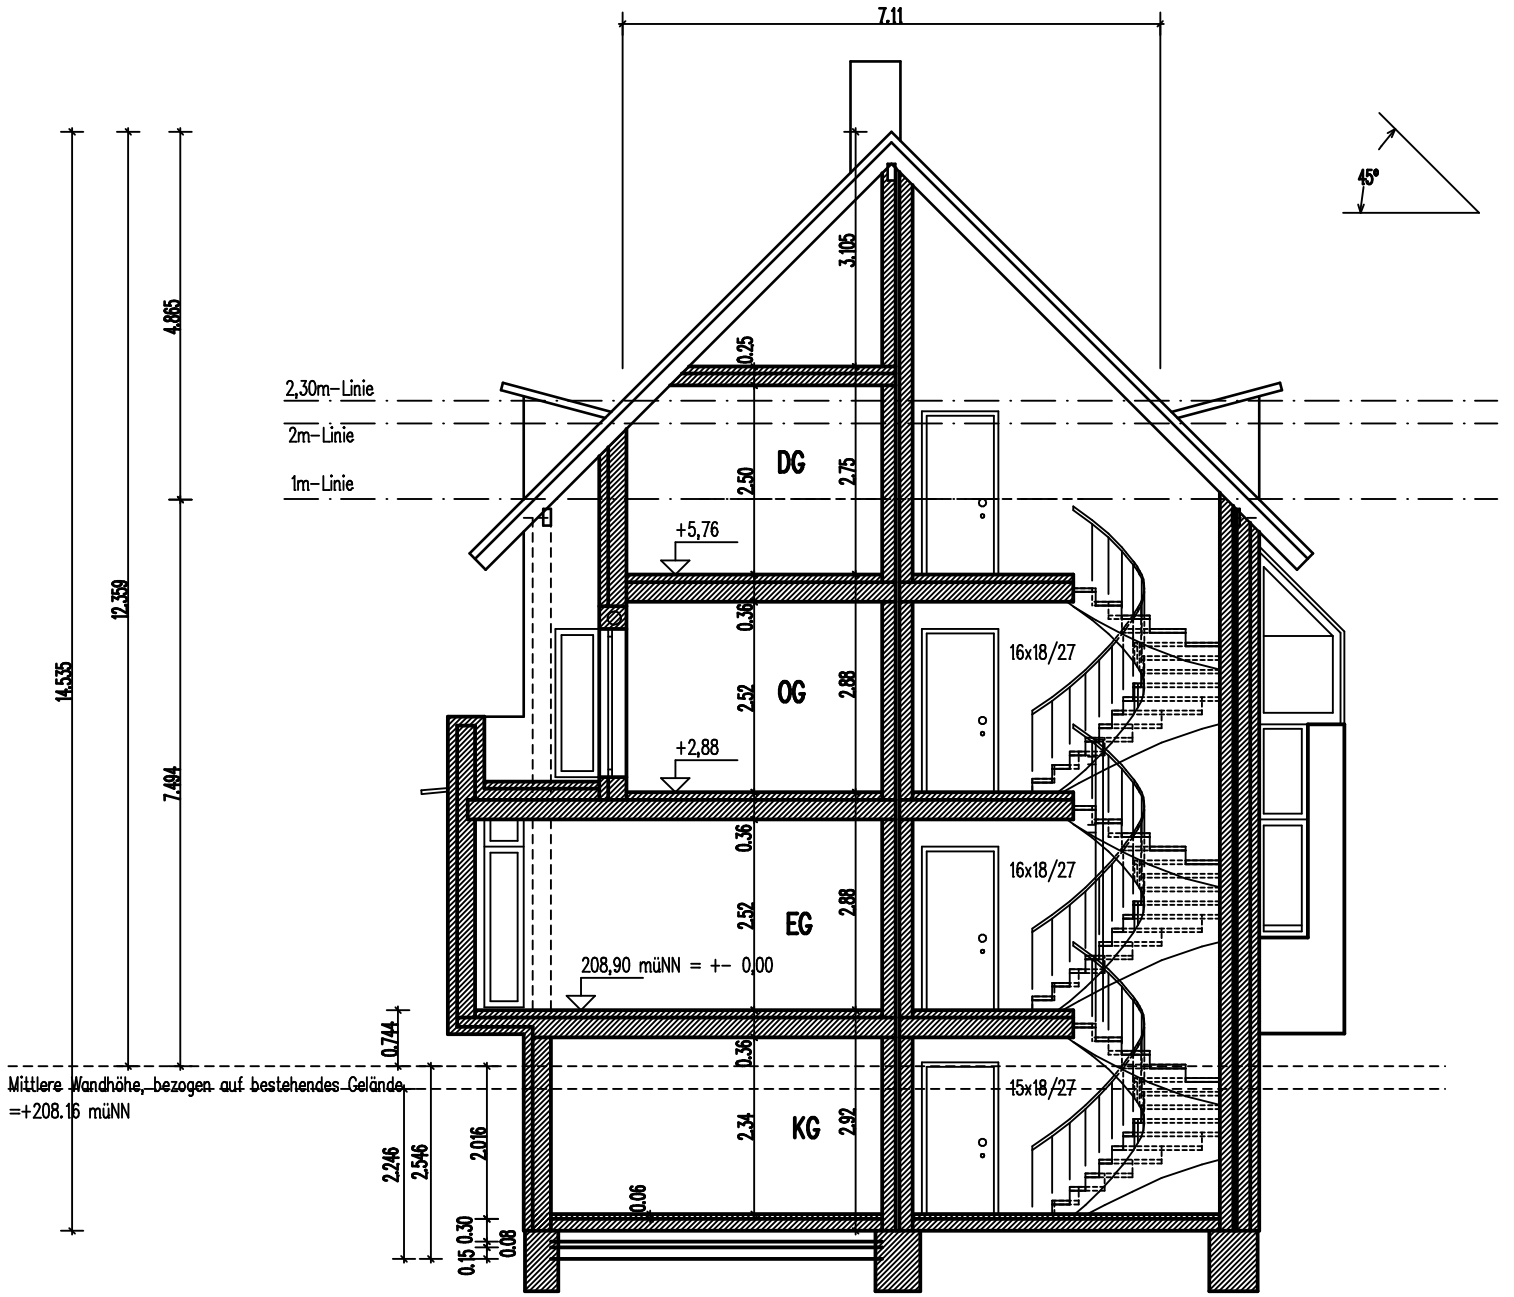 7.11
45°
3.105
4.865
0.25
2,30m-Linie
2m-Linie
1m-Linie
DG
2.50
2.75
+5,76
12.359
0.36
16x18/27
14.535
OG
2.52
2.88
+2,88
7.494
0.36
16x18/27
EG
2.52
2.88
208,90 müNN = +- 0,00
0.744
0.36
Mittlere Wandhöhe, bezogen auf bestehendes Gelände
=+208.16 müNN
15x18/27
KG
2.34
2.92
2.016
2.246
2.546
0.06
0.30
0.08
0.15